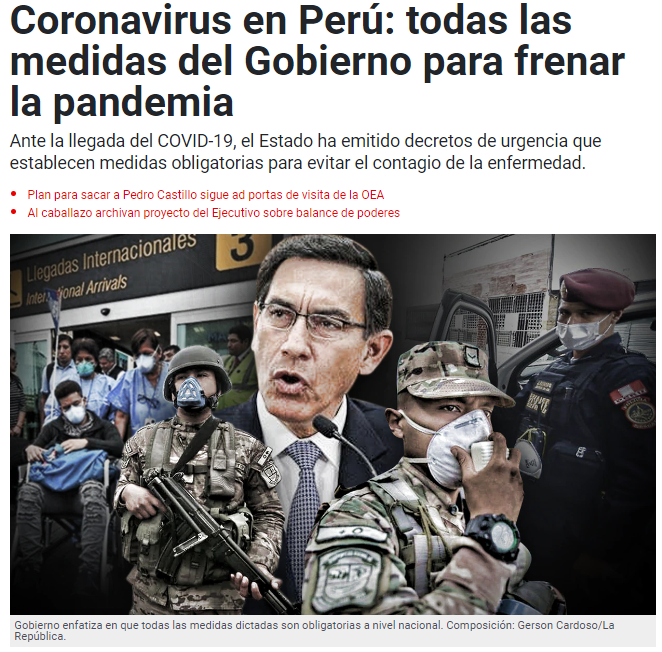 Coronavirus en Perú: todas las
medidas del Gobierno para frenar
la pandemia
Ante la llegada del COVID-19, el Estado ha emitido decretos de urgencia que
establecen medidas obligatorias para evitar el contagio de la enfermedad.
Plan para sacar a Pedro Castillo sigue ad portas de visita de la OEA
Al caballazo archivan proyecto del Ejecutivo sobre balance de poderes
Llegadas Internacionales
International Arrivals
3
Gobierno enfatiza en que todas las medidas dictadas son obligatorias a nivel nacional. Composición: Gerson Cardoso/La
República.